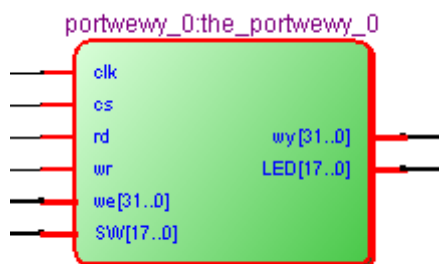 portwewy_0:the_portwewy_0
clk
cs
rd
wr
we[31..0]
SW[17..0]
wy[31..0]
LED[17..0]